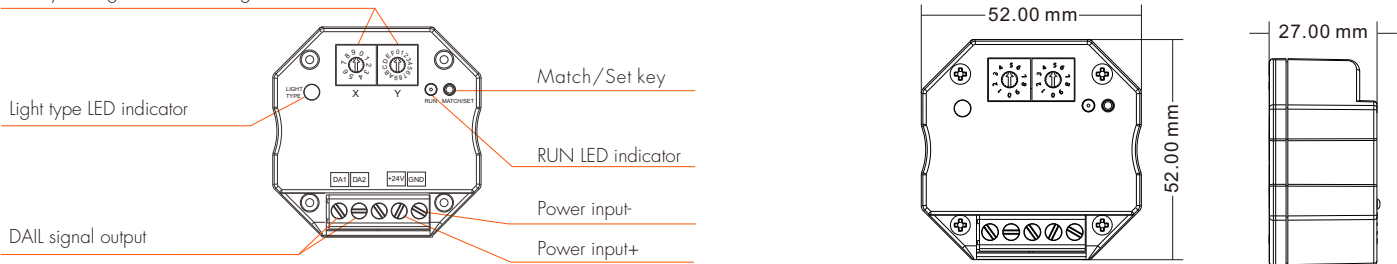 Light type LED indicator
DAIL signal output
LIGHT
TYPE
X
Y
RUN
MATCH/SET
DA1
DA2
+24V
GND
Match/Set key
RUN LED indicator
Power input-
Power input+
52.00 mm
52.00 mm
27.00 mm